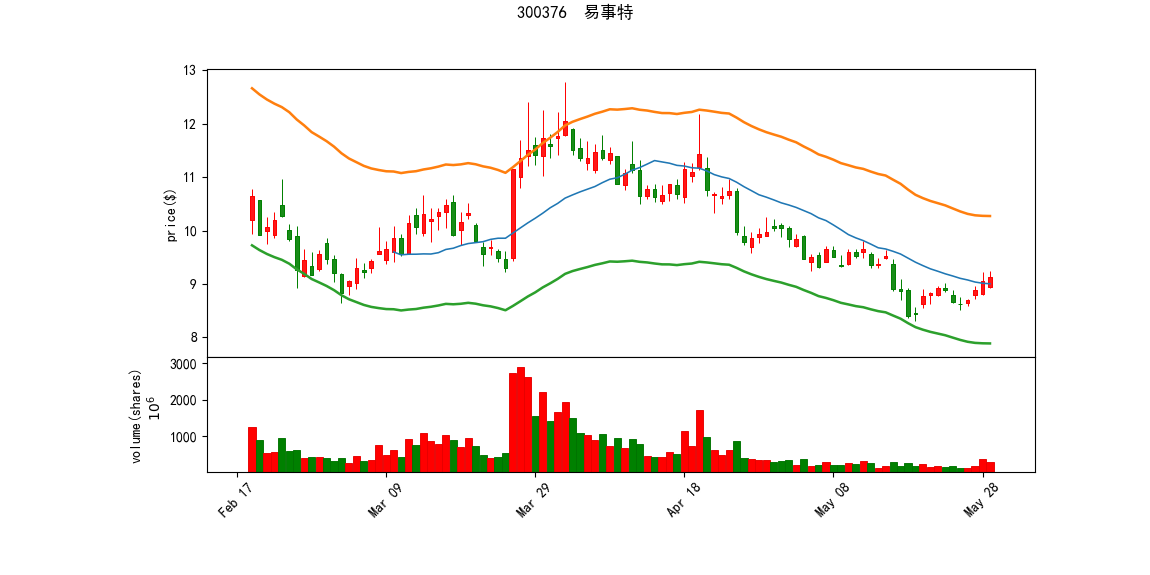 300376 易事特
13
12
11
10
9
8
price($)
3000
2000
1000
volume(shares)
10^6
Feb 17
Mar 09
Mar 29
Apr 18
May 08
May 28